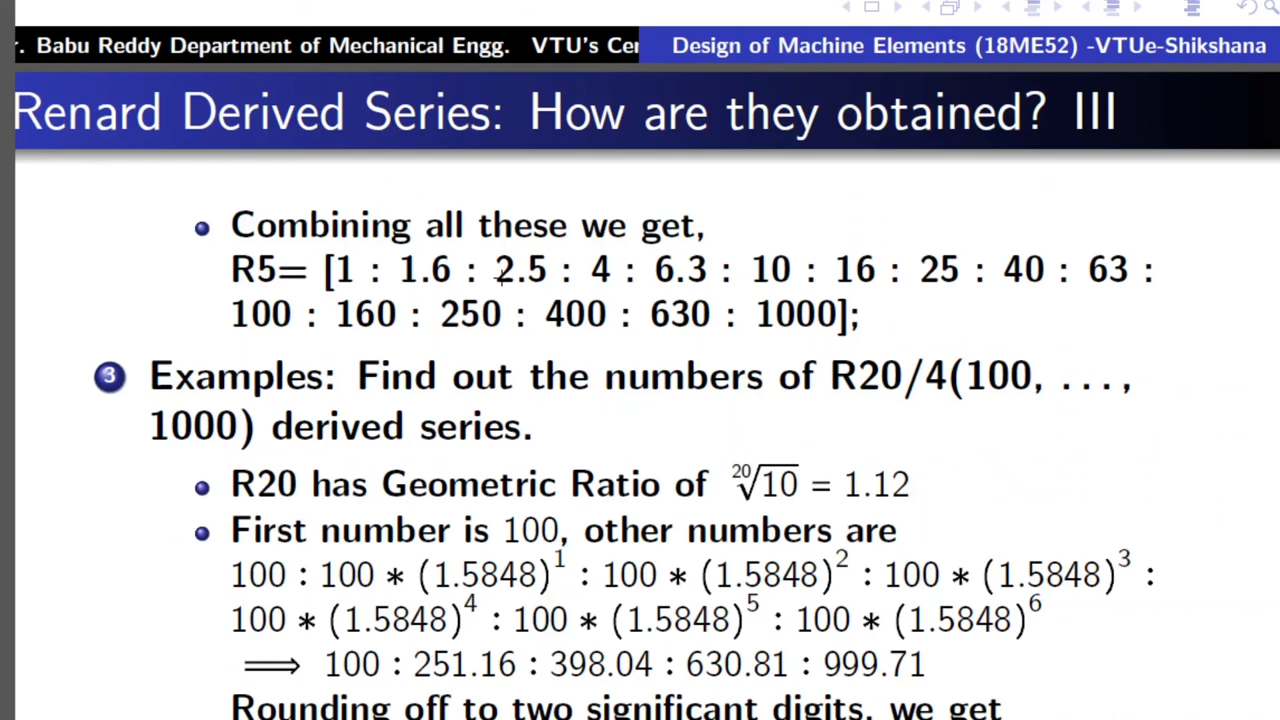 . Babu Reddy Department of Mechanical Engg. VTU's Cen Design of Machine Elements (18ME52) -VTUe-Shikshana
Renard Derived Series: How are they obtained? III
Combining all these we get,
R5= [1 : 1.6 : 2.5 : 4 : 6.3 : 10 : 16 : 25 : 40 : 63 :
100 : 160 : 250 : 400 : 630 : 1000];
3 Examples: Find out the numbers of R20/4(100, ...,
1000) derived series.
R20 has Geometric Ratio of ²⁰√10 = 1.12
First number is 100, other numbers are
100 : 100 ∗ (1.5848)¹ : 100 ∗ (1.5848)² : 100 ∗ (1.5848)³ :
100 ∗ (1.5848)⁴ : 100 ∗ (1.5848)⁵ : 100 ∗ (1.5848)⁶
⟹ 100 : 251.16 : 398.04 : 630.81 : 999.71
Rounding off to two significant digits, we get